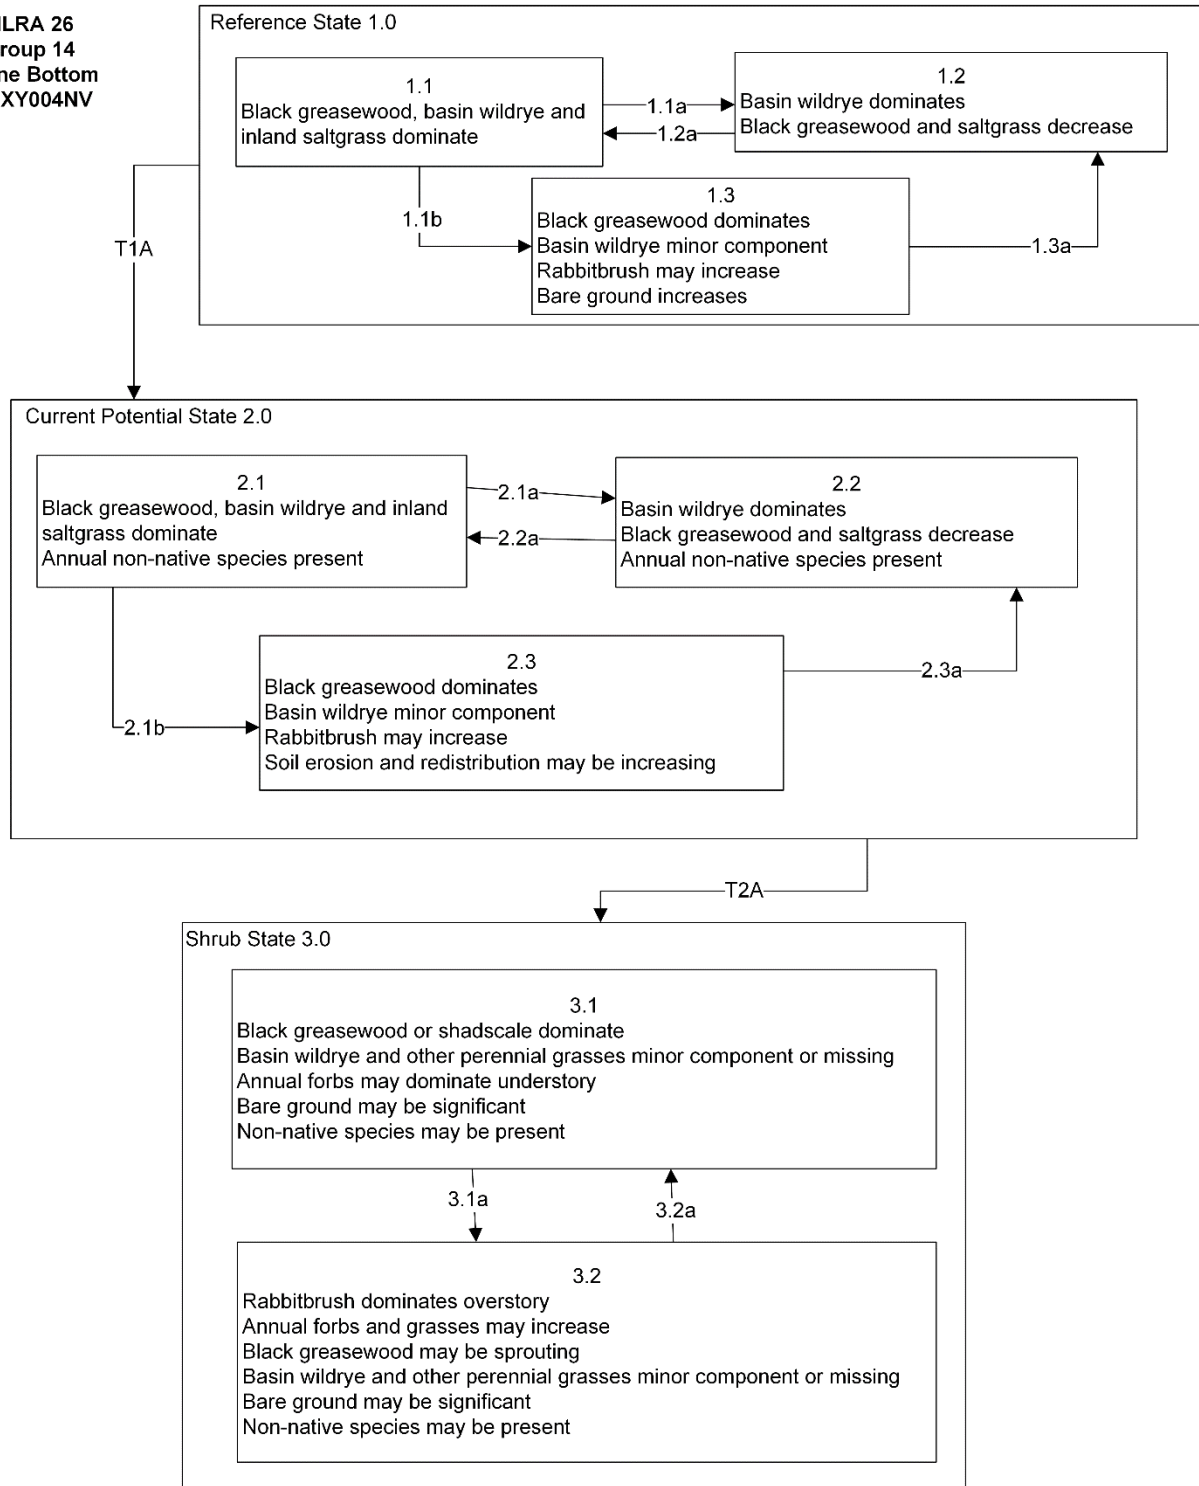 MLRA 26
Group 14
Bottom
XY004NV
Reference State 1.0
1.1
Black greasewood, basin wildrye and
inland saltgrass dominate
1.1a
1.2a
1.2
Basin wildrye dominates
Black greasewood and saltgrass decrease
1.1b
1.3
Black greasewood dominates
Basin wildrye minor component
Rabbitbrush may increase
Bare ground increases
1.3a
T1A
Current Potential State 2.0
2.1
Black greasewood, basin wildrye and inland
saltgrass dominate
Annual non-native species present
2.1a
2.2a
2.2
Basin wildrye dominates
Black greasewood and saltgrass decrease
Annual non-native species present
2.1b
2.3
Black greasewood dominates
Basin wildrye minor component
Rabbitbrush may increase
Soil erosion and redistribution may be increasing
2.3a
T2A
Shrub State 3.0
3.1
Black greasewood or shadscale dominate
Basin wildrye and other perennial grasses minor component or missing
Annual forbs may dominate understory
Bare ground may be significant
Non-native species may be present
3.1a
3.2a
3.2
Rabbitbrush dominates overstory
Annual forbs and grasses may increase
Black greasewood may be sprouting
Basin wildrye and other perennial grasses minor component or missing
Bare ground may be significant
Non-native species may be present